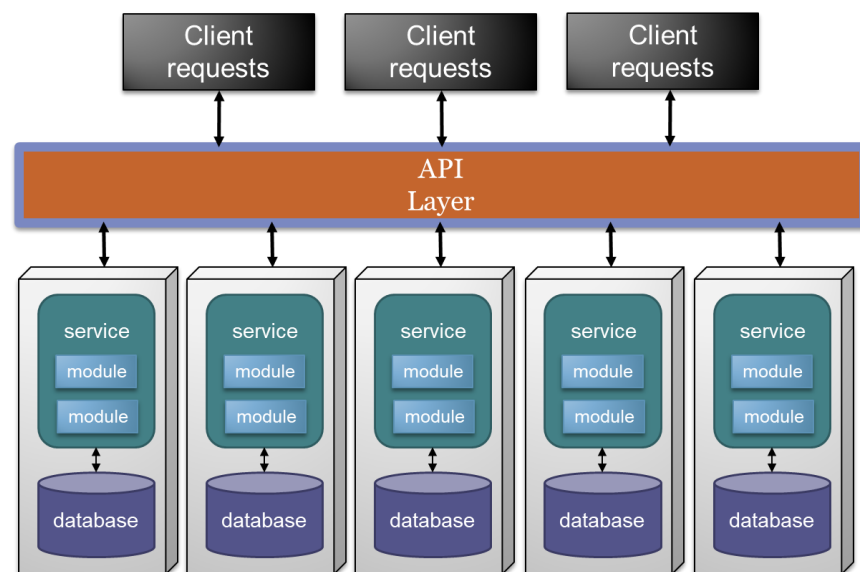 Client
requests
Client
requests
Client
requests
API
Layer
service
module
module
database
service
module
module
database
service
module
module
database
service
module
module
database
service
module
module
database